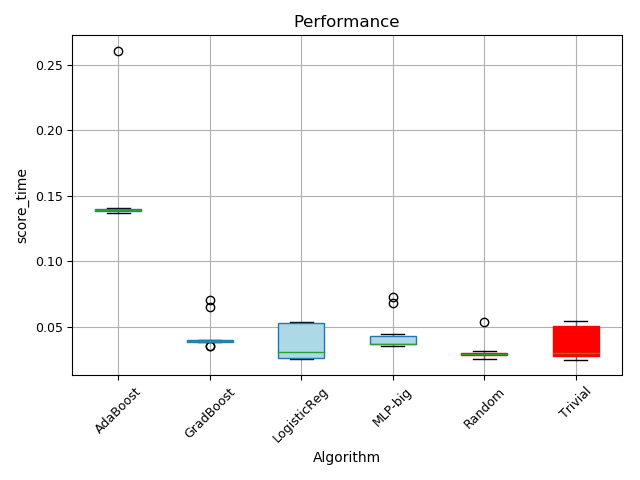 Performance
0.25
0.20
0.15
0.10
0.05
score_time
AdaBoost
GradBoost
LogisticReg
MLP-big
Random
Trivial
Algorithm